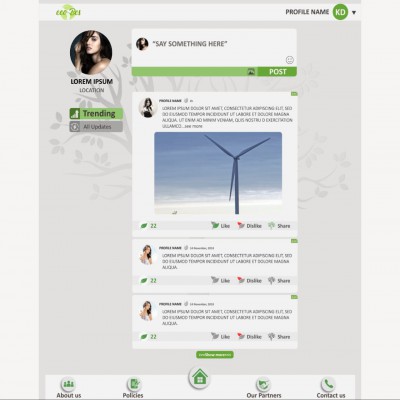 PROFILE NAME KD
"SAY SOMETHING HERE"
POST
LOREM IPSUM
LOCATION
Trending
All Updates
PROFILE NAME
LOREM IPSUM DOLOR SIT AMET, CONSECTETUR ADIPISCING ELIT, SED
DO EIUSMOD TEMPOR INCIDIDUNT UT LABORE ET DOLORE MAGNA
ALIQUA. UT ENIM AD MINIM VENIAM, QUIS NOSTRU D EXERCITATION
ULLAMCO...see more
22 Like Dislike Share
PROFILE NAME
LOREM IPSUM DOLOR SIT AMET, CONSECTETUR ADIPISCING ELIT, SED
DO EIUSMOD TEMPOR INCIDIDUNT UT LABORE ET DOLORE MAGNA
ALIQUA.
22 Like Dislike Share
PROFILE NAME
LOREM IPSUM DOLOR SIT AMET, CONSECTETUR ADIPISCING ELIT, SED
DO EIUSMOD TEMPOR INCIDIDUNT UT LABORE ET DOLORE MAGNA
ALIQUA.
22 Like Dislike Share
About us Policies Our Partners Contact us